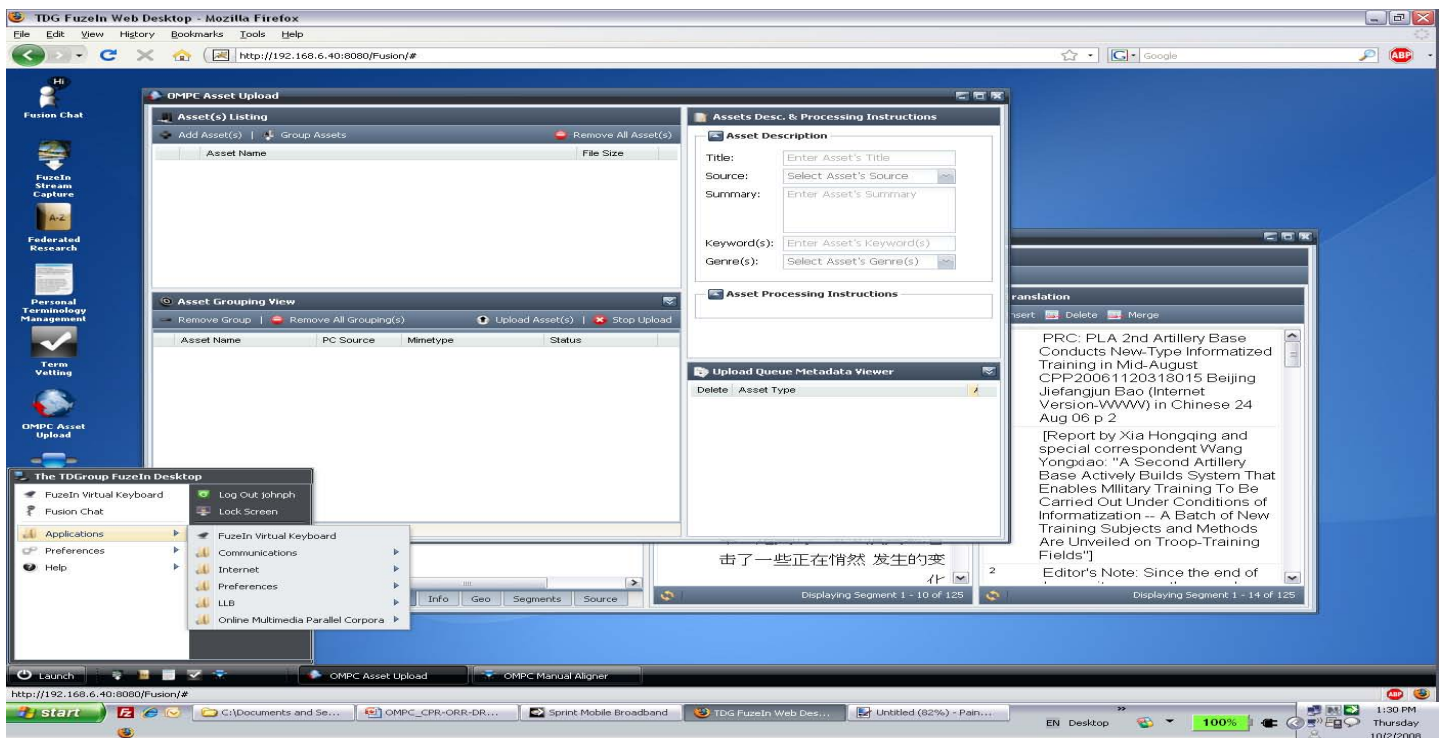 TDG FuzeIn Web Desktop - Mozilla Firefox
File Edit View History Bookmarks Tools Help
http://192.168.6.40:8080/Fusion/#
Google
ABP
Hi
Fusion Chat
FuzeIn
Stream
Capture
A-Z
Federated
Research
Personal
Terminology
Management
Term
Vetting
OMPC Asset
Upload
OMPC Asset Upload
Asset(s) Listing
Add Asset(s) | Group Assets Remove All Asset(s)
Asset Name File Size
Asset Grouping View
Remove Group | Remove All Grouping(s) Upload Asset(s) | Stop Upload
Asset Name PC Source Mimetype Status
Assets Desc. & Processing Instructions
Asset Description
Title: Enter Asset's Title
Source: Select Asset's Source
Summary: Enter Asset's Summary
Keyword(s): Enter Asset's Keyword(s)
Genre(s): Select Asset's Genre(s)
Asset Processing Instructions
Upload Queue Metadata Viewer
Delete Asset Type
ranslation
nsert Delete Merge
PRC: PLA 2nd Artillery Base
Conducts New-Type Informatized
Training in Mid-August
CPP20061120318015 Beijing
Jiefangjun Bao (Internet
Version-WWW) in Chinese 24
Aug 06 p 2
[Report by Xia Hongqing and
special correspondent Wang
Yongxiao: "A Second Artillery
Base Actively Builds System That
Enables MIlitary Training To Be
Carried Out Under Conditions of
Informatization -- A Batch of New
Training Subjects and Methods
Are Unveiled on Troop-Training
Fields"]
2 Editor's Note: Since the end of
击了一些正在悄然 发生的变
化
Info Geo Segments Source
Displaying Segment 1 - 10 of 125
Displaying Segment 1 - 14 of 125
The TDGroup FuzeIn Desktop
FuzeIn Virtual Keyboard
Fusion Chat
Applications
Preferences
Help
Log Out johnph
Lock Screen
FuzeIn Virtual Keyboard
Communications
Internet
Preferences
LLB
Online Multimedia Parallel Corpora
Launch OMPC Asset Upload OMPC Manual Aligner
http://192.168.6.40:8080/Fusion/#
ABP
start C:\Documents and Se... OMPC_CPR-ORR-DR... Sprint Mobile Broadband TDG FuzeIn Web Des... Untitled (82%) - Pain...
EN Desktop » 100% 1:30 PM
Thursday
10/2/2008